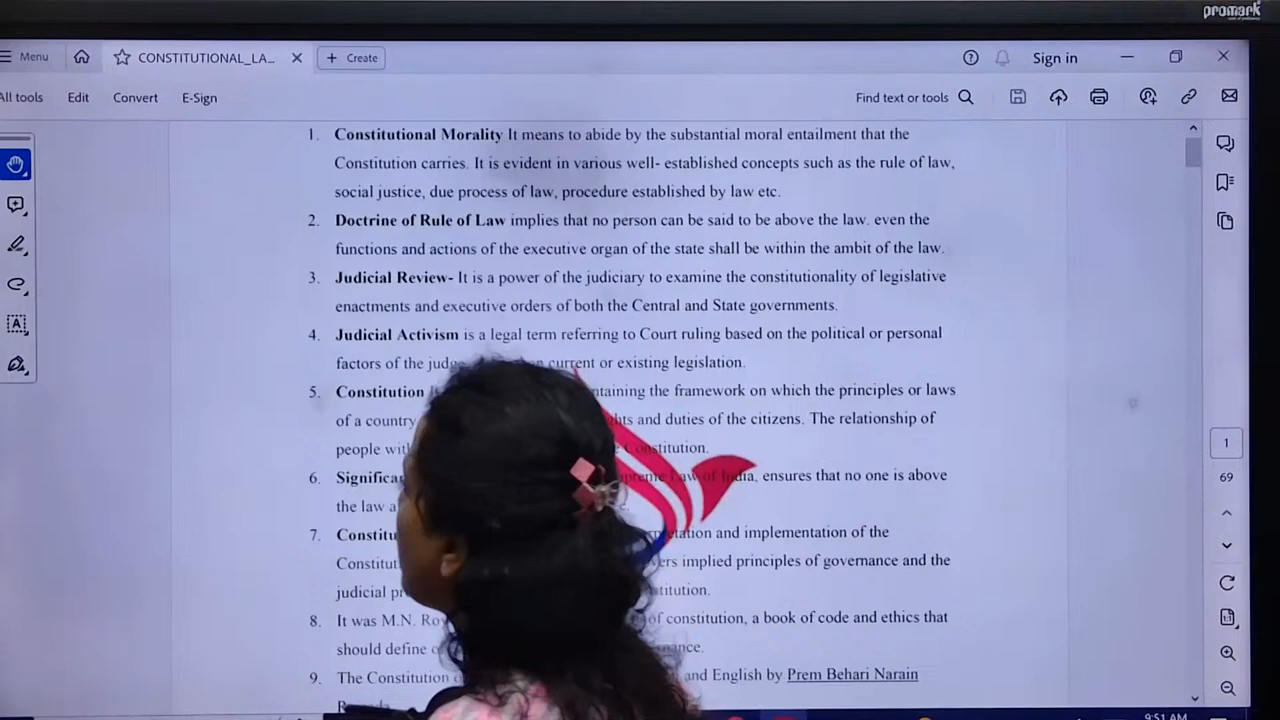 promark
Menu
CONSTITUTIONAL_LA...
Create
Sign in
All tools
Edit
Convert
E-Sign
Find text or tools
1. Constitutional Morality It means to abide by the substantial moral entailment that the
Constitution carries. It is evident in various well- established concepts such as the rule of law,
social justice, due process of law, procedure established by law etc.
2. Doctrine of Rule of Law implies that no person can be said to be above the law. even the
functions and actions of the executive organ of the state shall be within the ambit of the law.
3. Judicial Review- It is a power of the judiciary to examine the constitutionality of legislative
enactments and executive orders of both the Central and State governments.
4. Judicial Activism is a legal term referring to Court ruling based on the political or personal
factors of the current or existing legislation.
5. Constitution the framework on which the principles or laws
of a country and duties of the citizens. The relationship of
people Constitution.
6. Law of India, ensures that no one is above
the law
7. and implementation of the
implied principles of governance and the
judicial
8. It was M.N. of constitution, a book of code and ethics that
should define
9. The Constitution and English by Prem Behari Narain
1
69
9:51 AM